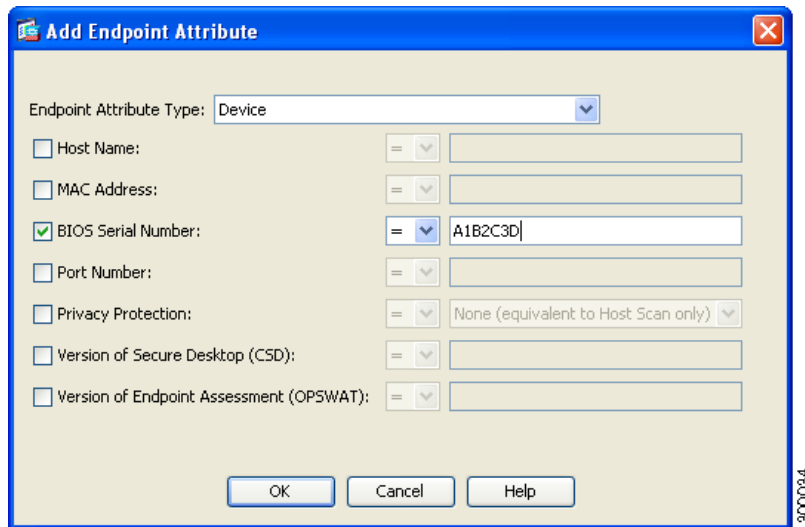 Add Endpoint Attribute
Endpoint Attribute Type: Device
Host Name: =
MAC Address: =
BIOS Serial Number: = A1B2C3D
Port Number: =
Privacy Protection: = None (equivalent to Host Scan only)
Version of Secure Desktop (CSD): =
Version of Endpoint Assessment (OPSWAT): =
OK Cancel Help